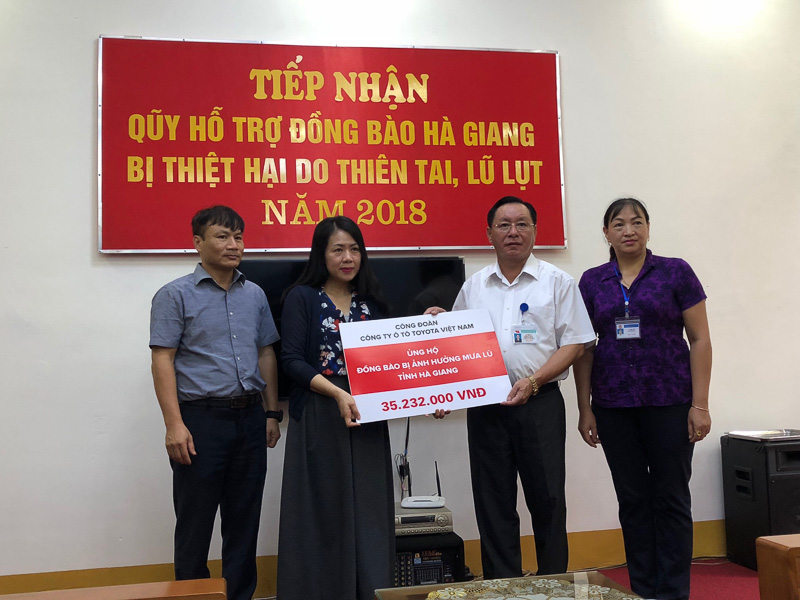 TIẾP NHẬN
QŨY HỖ TRỢ ĐỒNG BÀO HÀ GIANG
BỊ THIỆT HẠI DO THIÊN TAI, LŨ LỤT
NĂM 2018
CÔNG ĐOÀN
CÔNG TY Ô TÔ TOYOTA VIỆT NAM
ỦNG HỘ
ĐỒNG BÀO BỊ ẢNH HƯỞNG MƯA LŨ
TỈNH HÀ GIANG
35.232.000 VNĐ